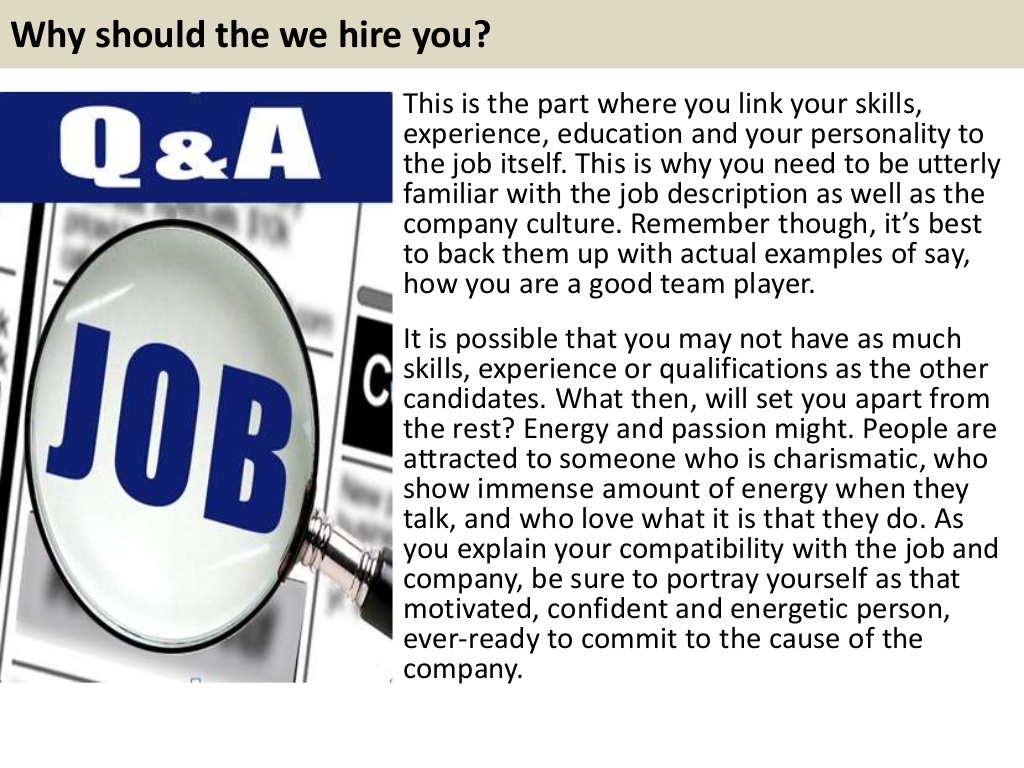 Why should the we hire you?
Q&A
JOB
This is the part where you link your skills,
experience, education and your personality to
the job itself. This is why you need to be utterly
familiar with the job description as well as the
company culture. Remember though, it’s best
to back them up with actual examples of say,
how you are a good team player.
It is possible that you may not have as much
skills, experience or qualifications as the other
candidates. What then, will set you apart from
the rest? Energy and passion might. People are
attracted to someone who is charismatic, who
show immense amount of energy when they
talk, and who love what it is that they do. As
you explain your compatibility with the job and
company, be sure to portray yourself as that
motivated, confident and energetic person,
ever-ready to commit to the cause of the
company.